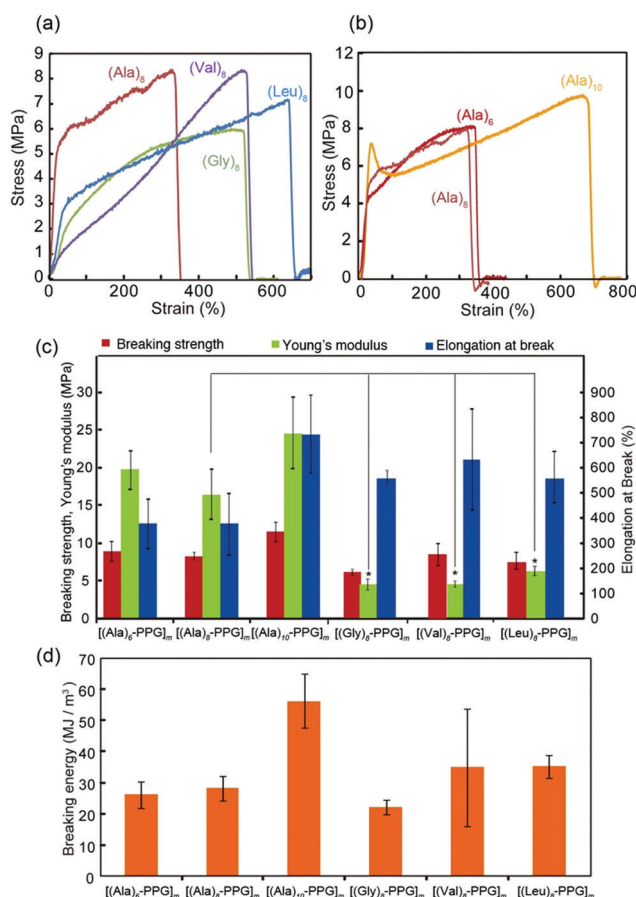 (a)
(b)
Stress (MPa)
9
8
7
6
5
4
3
2
1
0
(Ala)8
(Val)8
(Leu)8
(Gly)8
0
200
400
600
Strain (%)
Stress (MPa)
12
10
8
6
4
2
0
(Ala)10
(Ala)6
(Ala)8
0
200
400
600
800
Strain (%)
(c)
Breaking strength
Young's modulus
Elongation at break
Breaking strength, Young's modulus (MPa)
30
25
20
15
10
5
0
* * *
Elongation at Break (%)
900
800
700
600
500
400
300
200
100
0
[(Ala)6-PPG]m [(Ala)8-PPG]m [(Ala)10-PPG]m [(Gly)8-PPG]m [(Val)8-PPG]m [(Leu)8-PPG]m
(d)
Breaking energy (MJ / m3)
70
60
50
40
30
20
10
0
[(Ala)6-PPG]m [(Ala)8-PPG]m [(Ala)10-PPG]m [(Gly)8-PPG]m [(Val)8-PPG]m [(Leu)8-PPG]m